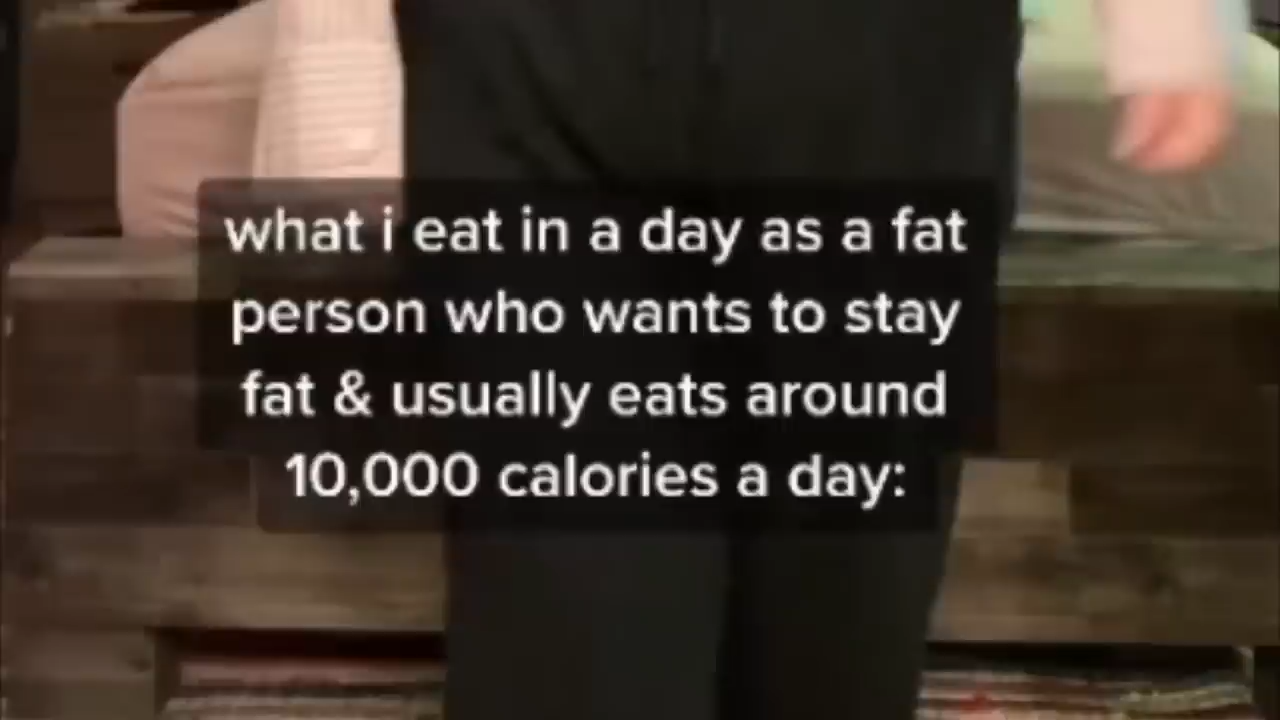 what i eat in a day as a fat
person who wants to stay
fat & usually eats around
10,000 calories a day: